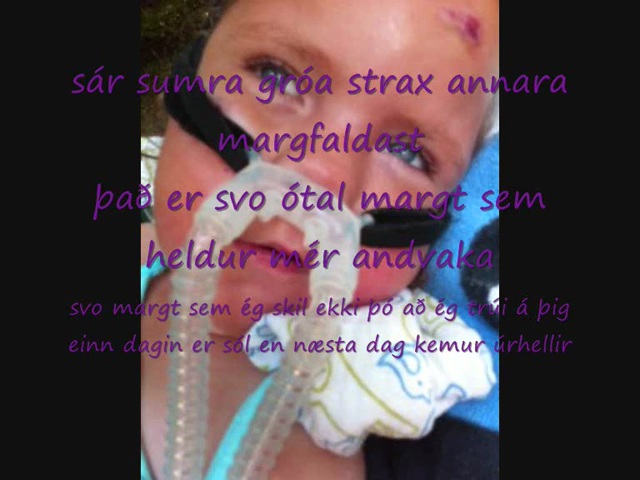 sár sumra gróa strax annara
margfaldast
það er svo ótal margt sem
heldur mér andvaka
svo margt sem ég skil ekki þó að ég trúi á þig
einn dagin er sól en næsta dag kemur úrhellir